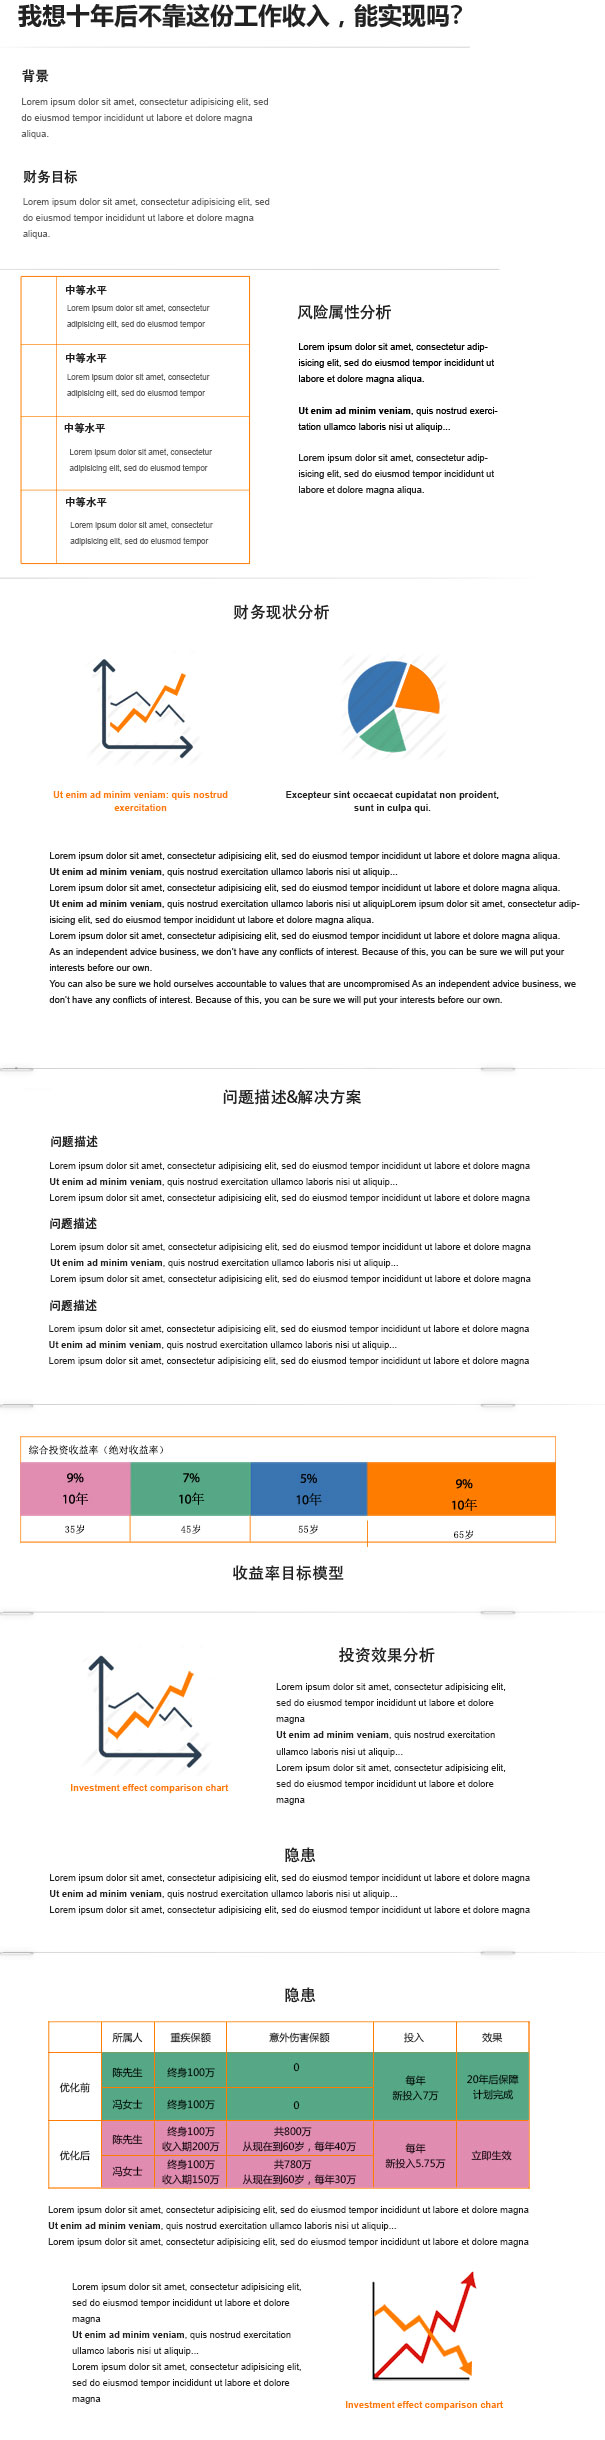 我想十年后不靠这份工作收入，能实现吗?
背景
Lorem ipsum dolor sit amet, consectetur adipisicing elit, sed
do eiusmod tempor incididunt ut labore et dolore magna
aliqua.
财务目标
Lorem ipsum dolor sit amet, consectetur adipisicing elit, sed
do eiusmod tempor incididunt ut labore et dolore magna
aliqua.
中等水平
Lorem ipsum dolor sit amet, consectetur
adipisicing elit, sed do eiusmod tempor
中等水平
Lorem ipsum dolor sit amet, consectetur
adipisicing elit, sed do eiusmod tempor
中等水平
Lorem ipsum dolor sit amet, consectetur
adipisicing elit, sed do eiusmod tempor
中等水平
Lorem ipsum dolor sit amet, consectetur
adipisicing elit, sed do eiusmod tempor
风险属性分析
Lorem ipsum dolor sit amet, consectetur adip-
isicing elit, sed do eiusmod tempor incididunt ut
labore et dolore magna aliqua.
Ut enim ad minim veniam, quis nostrud exerci-
tation ullamco laboris nisi ut aliquip...
Lorem ipsum dolor sit amet, consectetur adip-
isicing elit, sed do eiusmod tempor incididunt ut
labore et dolore magna aliqua.
财务现状分析
Ut enim ad minim veniam: quis nostrud
exercitation
Excepteur sint occaecat cupidatat non proident,
sunt in culpa qui.
Lorem ipsum dolor sit amet, consectetur adipisicing elit, sed do eiusmod tempor incididunt ut labore et dolore magna aliqua.
Ut enim ad minim veniam, quis nostrud exercitation ullamco laboris nisi ut aliquip...
Lorem ipsum dolor sit amet, consectetur adipisicing elit, sed do eiusmod tempor incididunt ut labore et dolore magna aliqua.
Ut enim ad minim veniam, quis nostrud exercitation ullamco laboris nisi ut aliquipLorem ipsum dolor sit amet, consectetur adip-
isicing elit, sed do eiusmod tempor incididunt ut labore et dolore magna aliqua.
Lorem ipsum dolor sit amet, consectetur adipisicing elit, sed do eiusmod tempor incididunt ut labore et dolore magna aliqua.
As an independent advice business, we don't have any conflicts of interest. Because of this, you can be sure we will put your
interests before our own.
You can also be sure we hold ourselves accountable to values that are uncompromised As an independent advice business, we
don't have any conflicts of interest. Because of this, you can be sure we will put your interests before our own.
问题描述&解决方案
问题描述
Lorem ipsum dolor sit amet, consectetur adipisicing elit, sed do eiusmod tempor incididunt ut labore et dolore magna
Ut enim ad minim veniam, quis nostrud exercitation ullamco laboris nisi ut aliquip...
Lorem ipsum dolor sit amet, consectetur adipisicing elit, sed do eiusmod tempor incididunt ut labore et dolore magna
问题描述
Lorem ipsum dolor sit amet, consectetur adipisicing elit, sed do eiusmod tempor incididunt ut labore et dolore magna
Ut enim ad minim veniam, quis nostrud exercitation ullamco laboris nisi ut aliquip...
Lorem ipsum dolor sit amet, consectetur adipisicing elit, sed do eiusmod tempor incididunt ut labore et dolore magna
问题描述
Lorem ipsum dolor sit amet, consectetur adipisicing elit, sed do eiusmod tempor incididunt ut labore et dolore magna
Ut enim ad minim veniam, quis nostrud exercitation ullamco laboris nisi ut aliquip...
Lorem ipsum dolor sit amet, consectetur adipisicing elit, sed do eiusmod tempor incididunt ut labore et dolore magna
综合投资收益率（绝对收益率）
9% 7% 5% 9%
10年 10年 10年 10年
35岁 45岁 55岁 65岁
收益率目标模型
投资效果分析
Lorem ipsum dolor sit amet, consectetur adipisicing elit,
sed do eiusmod tempor incididunt ut labore et dolore
magna
Ut enim ad minim veniam, quis nostrud exercitation
ullamco laboris nisi ut aliquip...
Lorem ipsum dolor sit amet, consectetur adipisicing elit,
sed do eiusmod tempor incididunt ut labore et dolore
magna
Investment effect comparison chart
隐患
Lorem ipsum dolor sit amet, consectetur adipisicing elit, sed do eiusmod tempor incididunt ut labore et dolore magna
Ut enim ad minim veniam, quis nostrud exercitation ullamco laboris nisi ut aliquip...
Lorem ipsum dolor sit amet, consectetur adipisicing elit, sed do eiusmod tempor incididunt ut labore et dolore magna
隐患
所属人 重疾保额 意外伤害保额 投入 效果
优化前
陈先生 终身100万 0
冯女士 终身100万 0
每年
新投入7万
20年后保障
计划完成
优化后
陈先生
终身100万
收入期200万
共800万
从现在到60岁，每年40万
冯女士
终身100万
收入期150万
共780万
从现在到60岁，每年30万
每年
新投入5.75万
立即生效
Lorem ipsum dolor sit amet, consectetur adipisicing elit, sed do eiusmod tempor incididunt ut labore et dolore magna
Ut enim ad minim veniam, quis nostrud exercitation ullamco laboris nisi ut aliquip...
Lorem ipsum dolor sit amet, consectetur adipisicing elit, sed do eiusmod tempor incididunt ut labore et dolore magna
Lorem ipsum dolor sit amet, consectetur adipisicing elit,
sed do eiusmod tempor incididunt ut labore et dolore
magna
Ut enim ad minim veniam, quis nostrud exercitation
ullamco laboris nisi ut aliquip...
Lorem ipsum dolor sit amet, consectetur adipisicing elit,
sed do eiusmod tempor incididunt ut labore et dolore
magna
Investment effect comparison chart